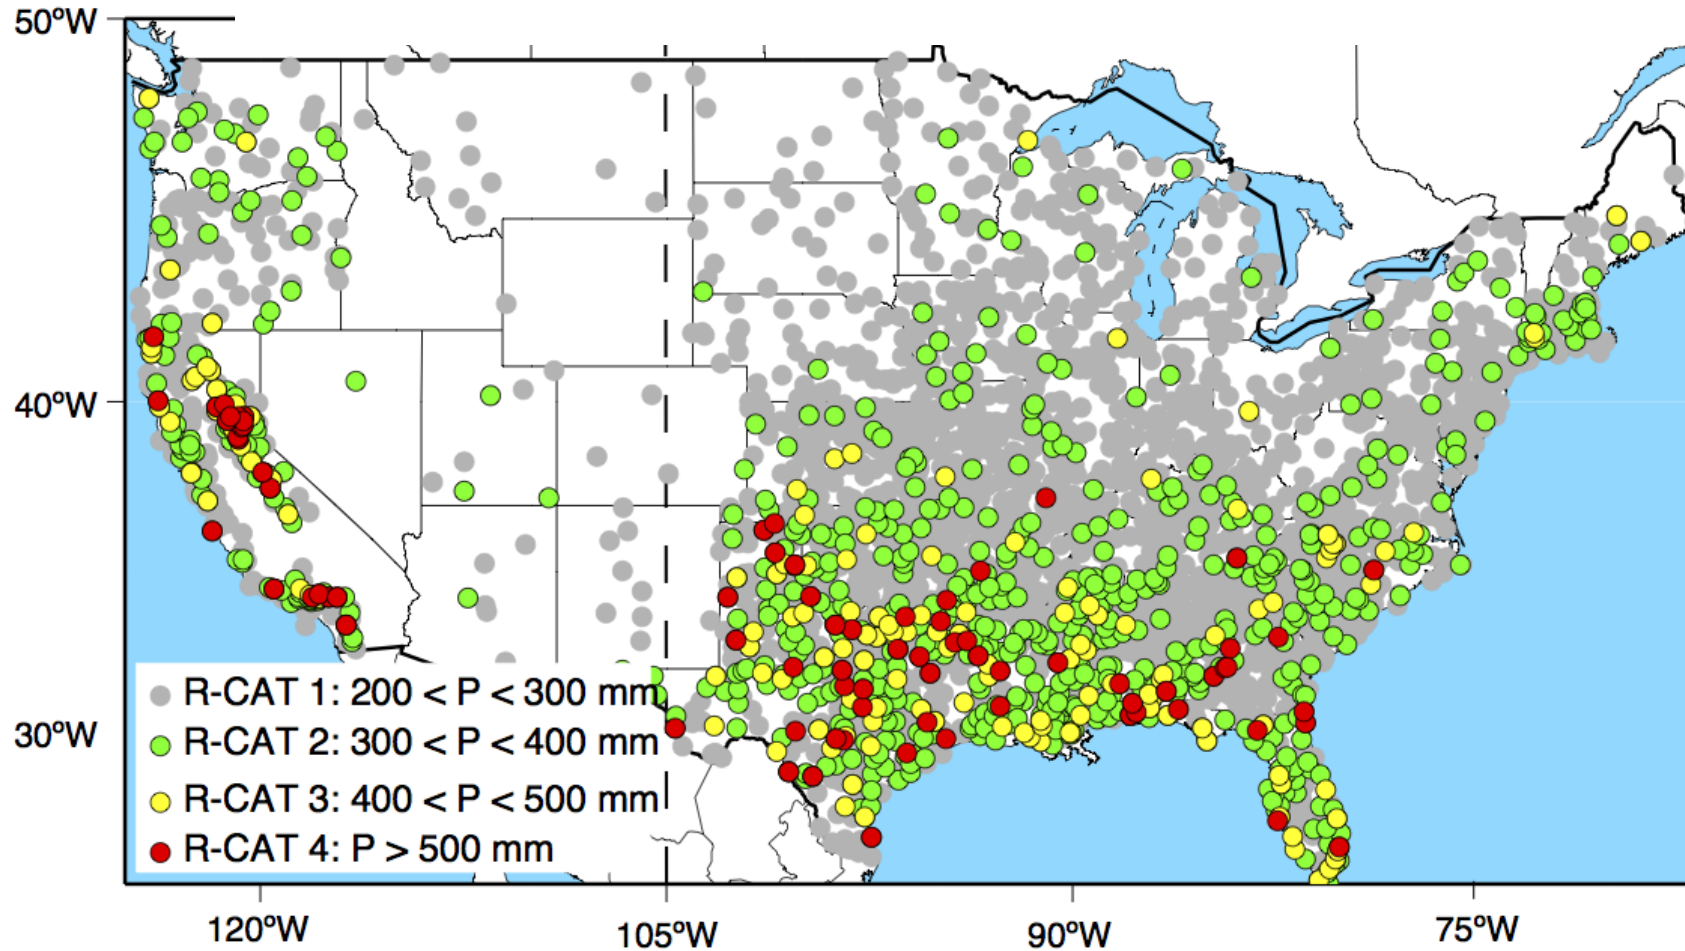 50ºW
40ºW
30ºW
R-CAT 1: 200 < P < 300 mm
R-CAT 2: 300 < P < 400 mm
R-CAT 3: 400 < P < 500 mm
R-CAT 4: P > 500 mm
120ºW
105ºW
90ºW
75ºW